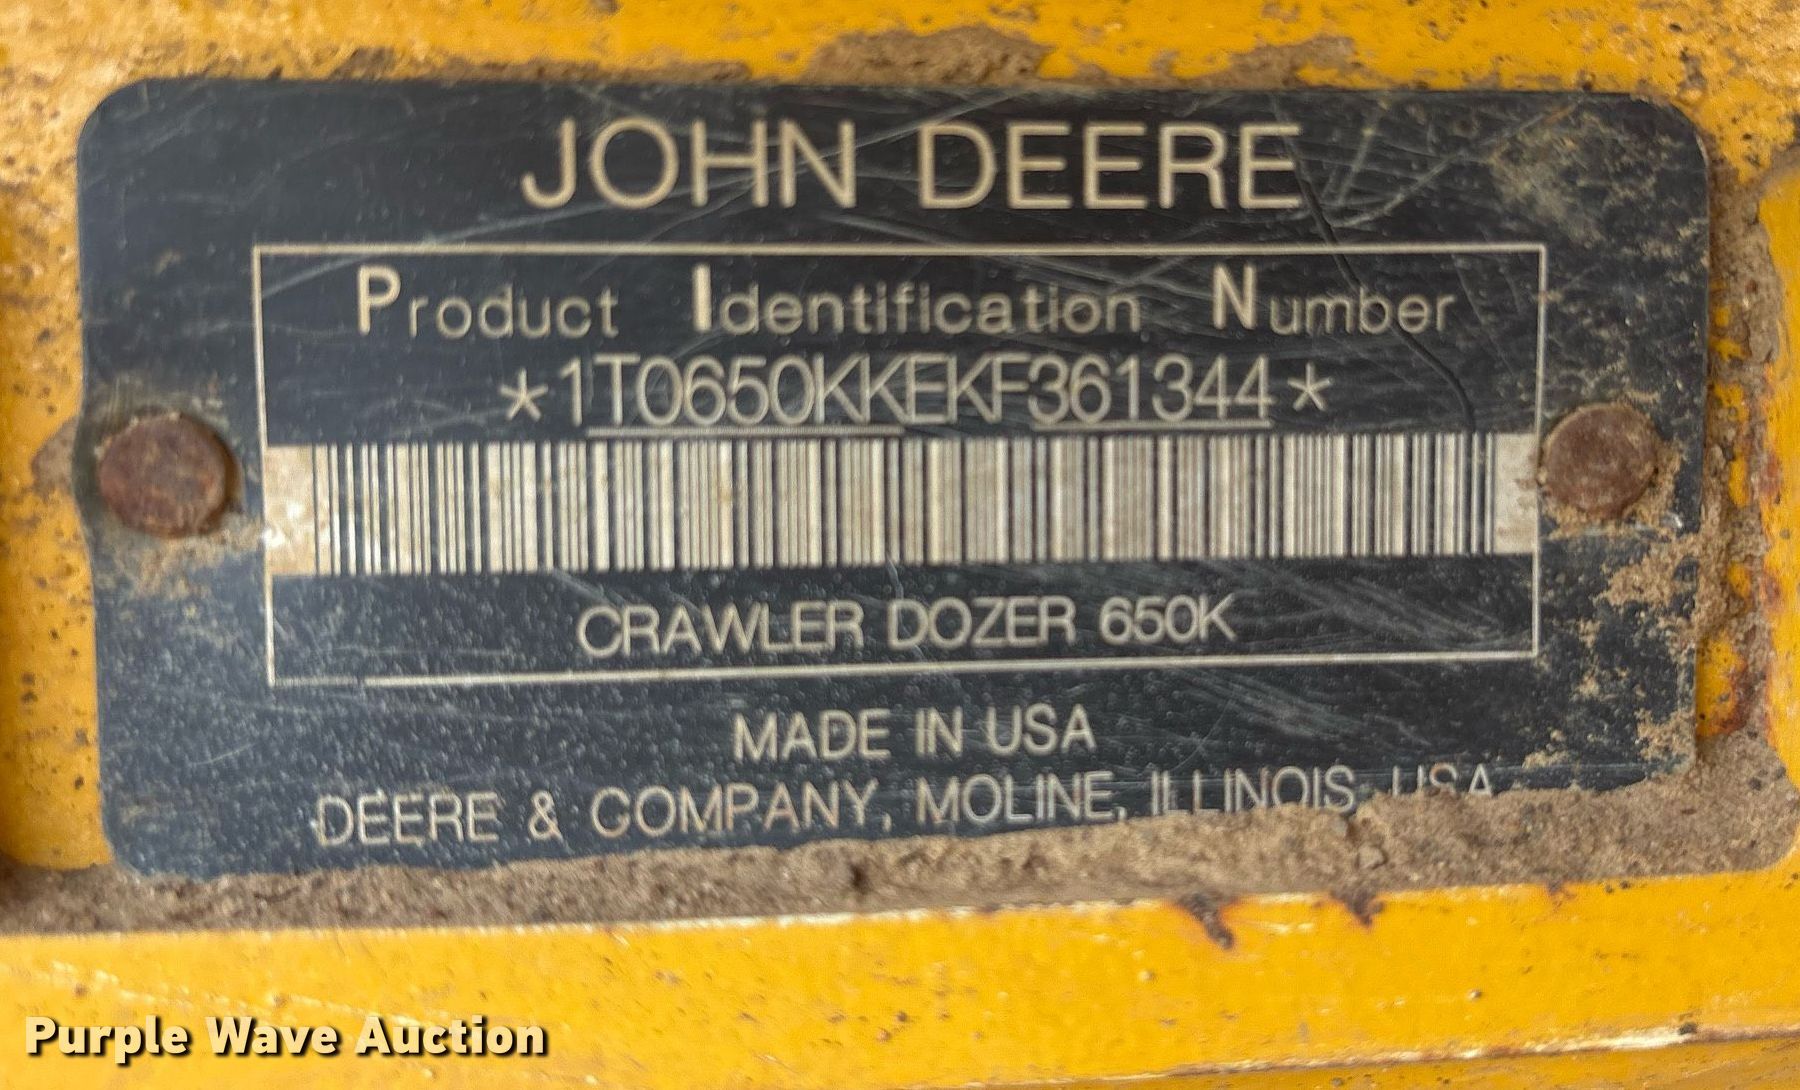 JOHN DEERE
Product Identification Number
*1T0650KKEKF361344*
CRAWLER DOZER 650K
MADE IN USA
DEERE & COMPANY, MOLINE, ILLINOIS, USA
Purple Wave Auction